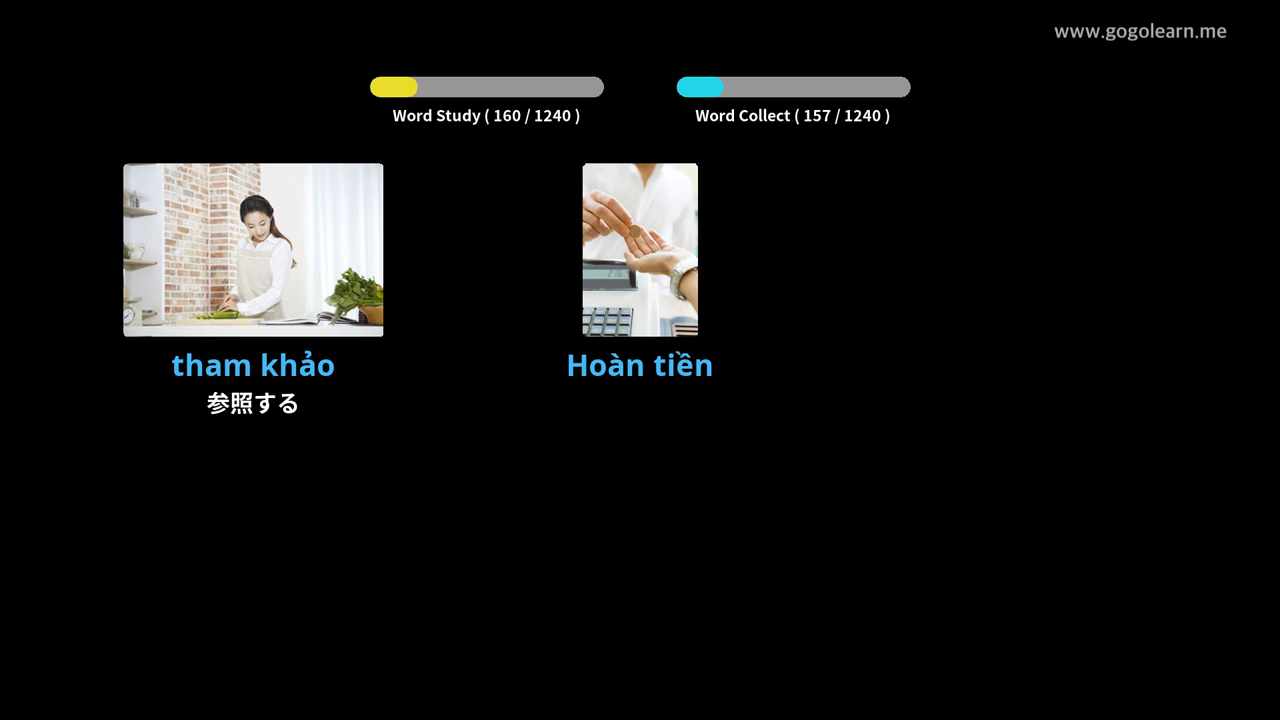 www.gogolearn.me
Word Study ( 160 / 1240 )
Word Collect ( 157 / 1240 )
tham khảo
参照する
Hoàn tiền